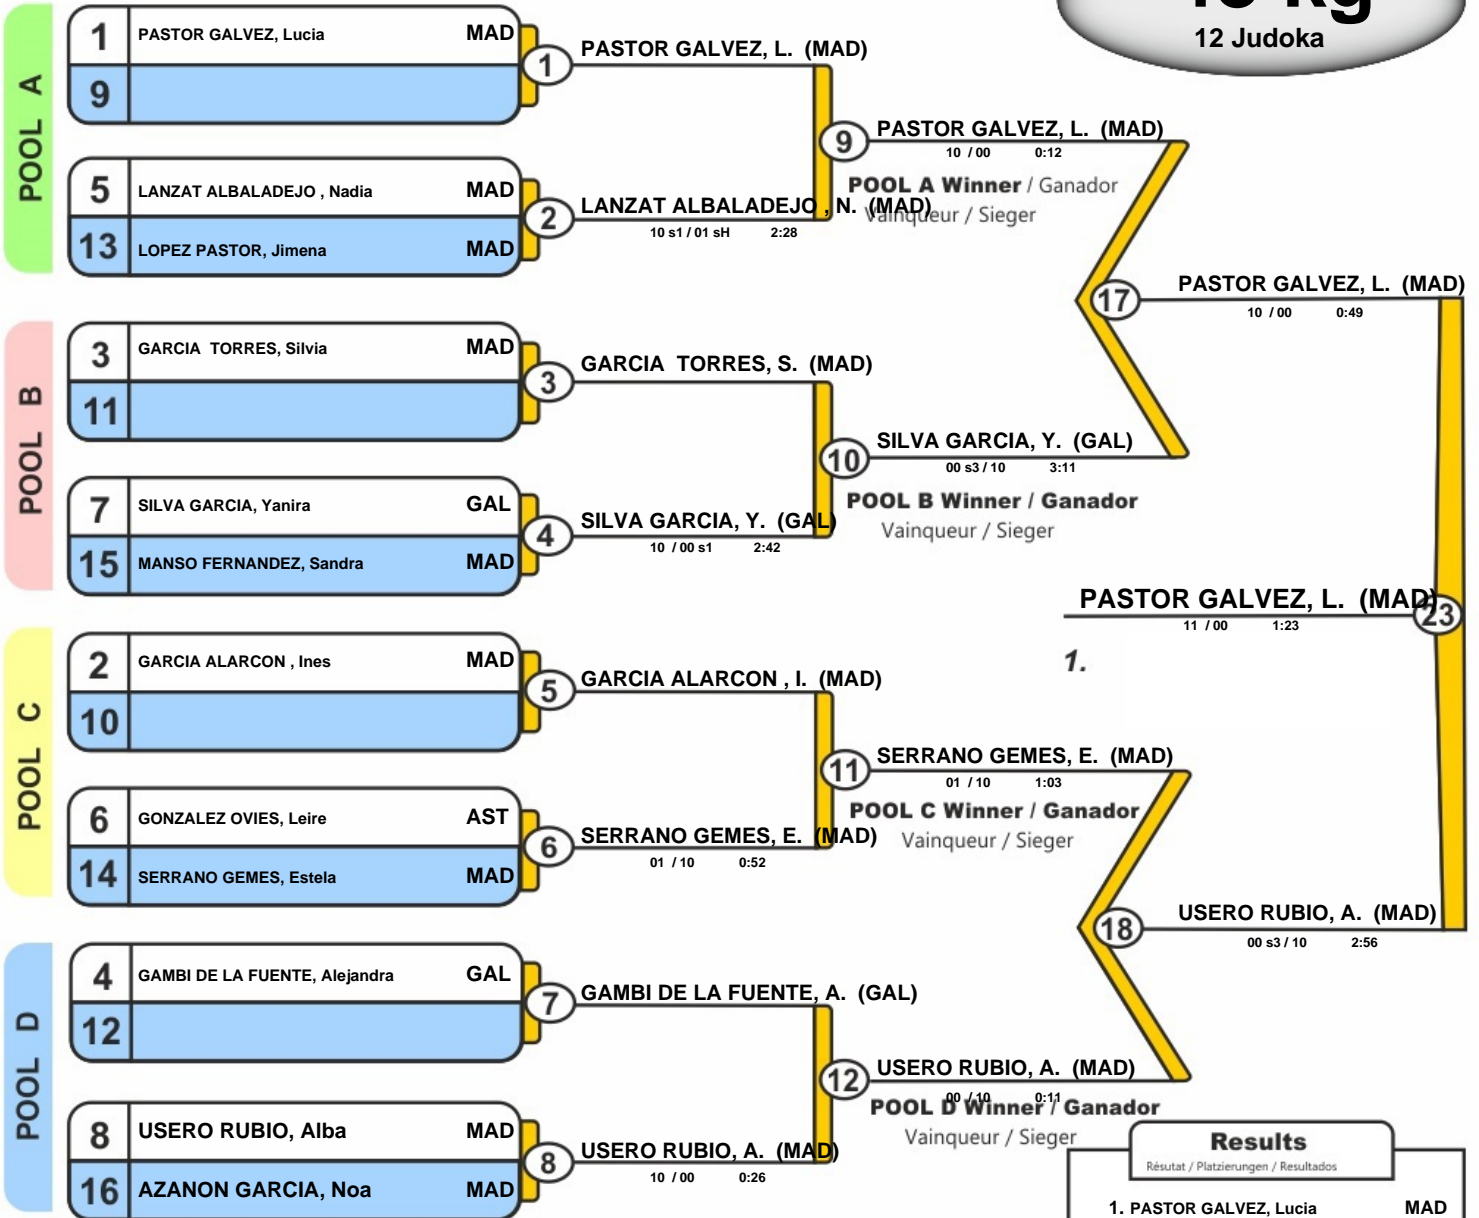 12 Judoka
POOL A
1 PASTOR GALVEZ, Lucia MAD
9
1 PASTOR GALVEZ, L. (MAD)
5 LANZAT ALBALADEJO , Nadia MAD
13 LOPEZ PASTOR, Jimena MAD
2 LANZAT ALBALADEJO , N. (MAD)
10 s1 / 01 sH 2:28
9 PASTOR GALVEZ, L. (MAD)
10 / 00 0:12
POOL A Winner / Ganador
Vainqueur / Sieger
POOL B
3 GARCIA TORRES, Silvia MAD
11
3 GARCIA TORRES, S. (MAD)
7 SILVA GARCIA, Yanira GAL
15 MANSO FERNANDEZ, Sandra MAD
4 SILVA GARCIA, Y. (GAL)
10 / 00 s1 2:42
10 SILVA GARCIA, Y. (GAL)
00 s3 / 10 3:11
POOL B Winner / Ganador
Vainqueur / Sieger
17 PASTOR GALVEZ, L. (MAD)
10 / 00 0:49
PASTOR GALVEZ, L. (MAD) 23
11 / 00 1:23
1.
POOL C
2 GARCIA ALARCON , Ines MAD
10
5 GARCIA ALARCON , I. (MAD)
6 GONZALEZ OVIES, Leire AST
14 SERRANO GEMES, Estela MAD
6 SERRANO GEMES, E. (MAD)
01 / 10 0:52
11 SERRANO GEMES, E. (MAD)
01 / 10 1:03
POOL C Winner / Ganador
Vainqueur / Sieger
POOL D
4 GAMBI DE LA FUENTE, Alejandra GAL
12
7 GAMBI DE LA FUENTE, A. (GAL)
8 USERO RUBIO, Alba MAD
16 AZANON GARCIA, Noa MAD
8 USERO RUBIO, A. (MAD)
10 / 00 0:26
12 USERO RUBIO, A. (MAD)
00 / 10 0:11
POOL D Winner / Ganador
Vainqueur / Sieger
18 USERO RUBIO, A. (MAD)
00 s3 / 10 2:56
Results
Résutat / Platzierungen / Resultados
1. PASTOR GALVEZ, Lucia MAD